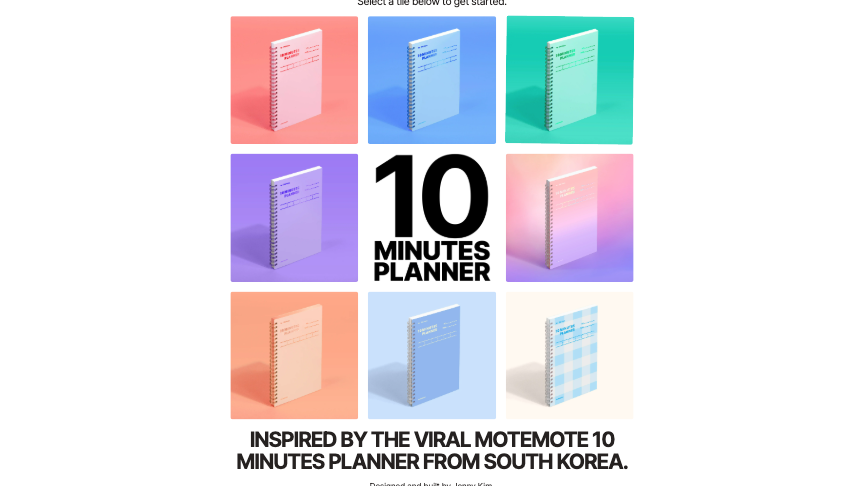 Select a tile below to get started.
10
MINUTES
PLANNER
INSPIRED BY THE VIRAL MOTEMOTE 10
MINUTES PLANNER FROM SOUTH KOREA.
Designed and built by Jenny Kim